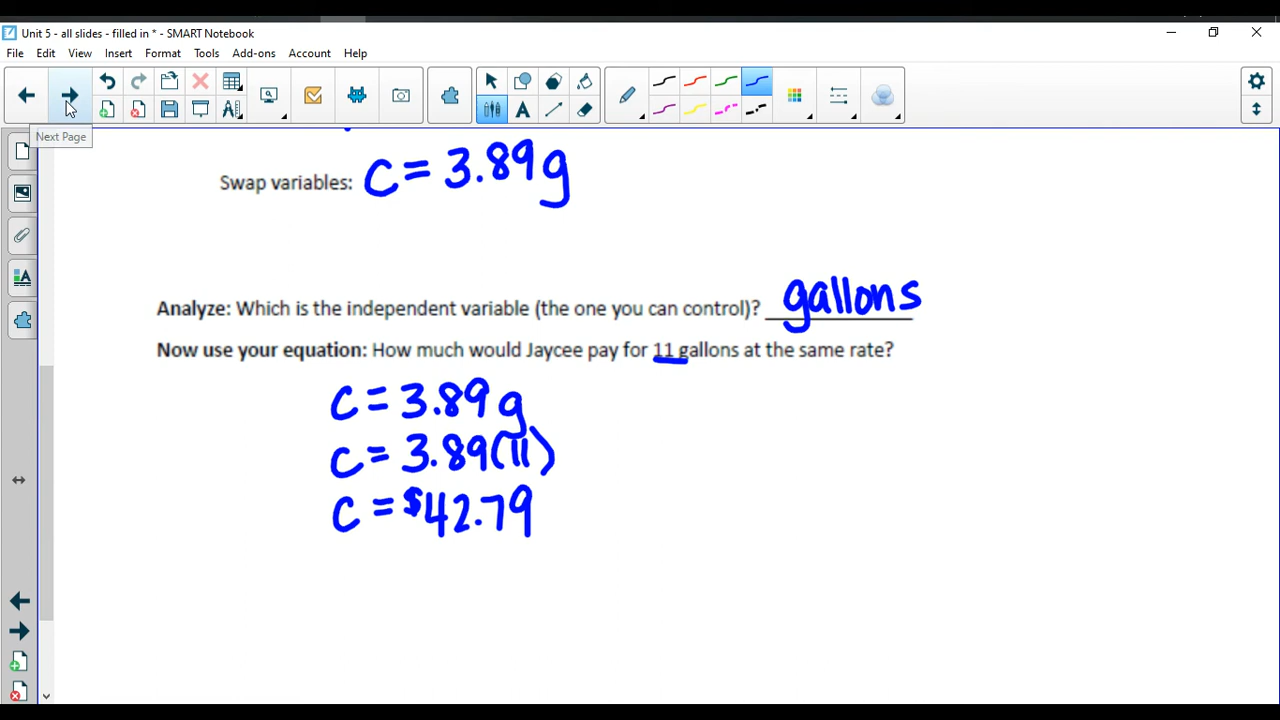 Unit 5 - all slides - filled in * - SMART Notebook
File Edit View Insert Format Tools Add-ons Account Help
Next Page
Swap variables: c = 3.89g
Analyze: Which is the independent variable (the one you can control)? gallons
Now use your equation: How much would Jaycee pay for 11 gallons at the same rate?
c = 3.89g
c = 3.89(11)
c = $42.79